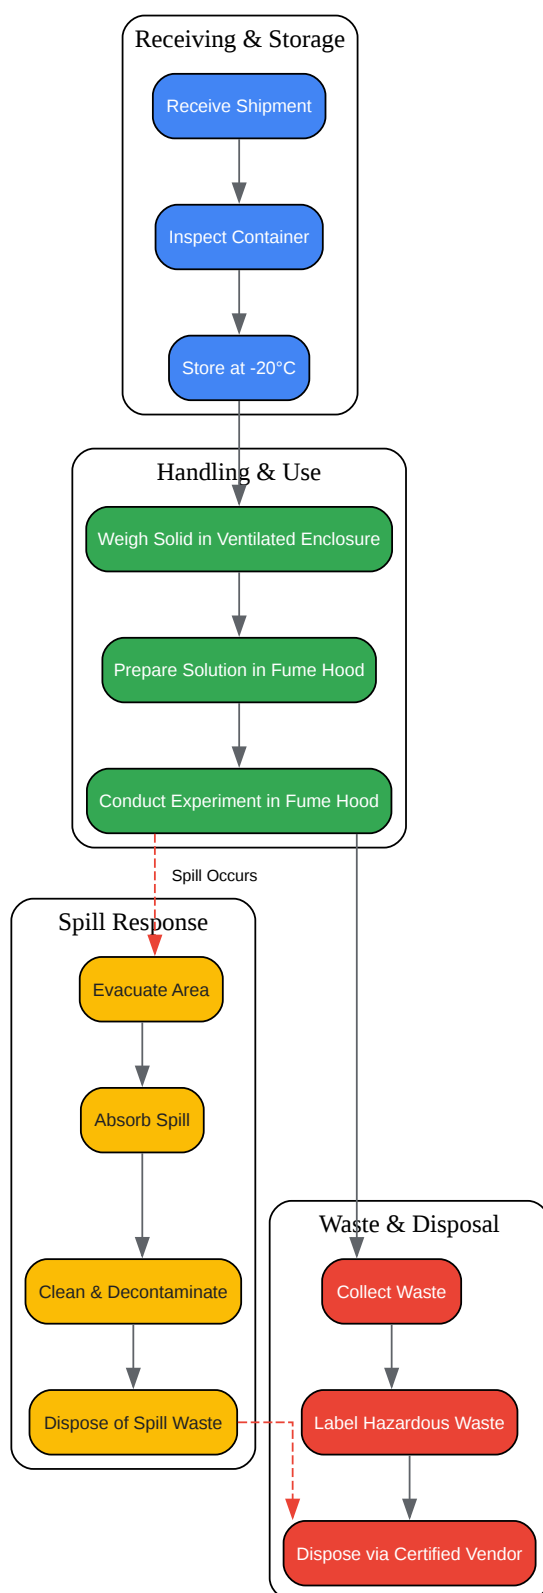 Receiving & Storage
Receive Shipment
Inspect Container
Store at -20°C
Handling & Use
Weigh Solid in Ventilated Enclosure
Prepare Solution in Fume Hood
Conduct Experiment in Fume Hood
Spill Occurs
Spill Response
Evacuate Area
Absorb Spill
Clean & Decontaminate
Dispose of Spill Waste
Waste & Disposal
Collect Waste
Label Hazardous Waste
Dispose via Certified Vendor